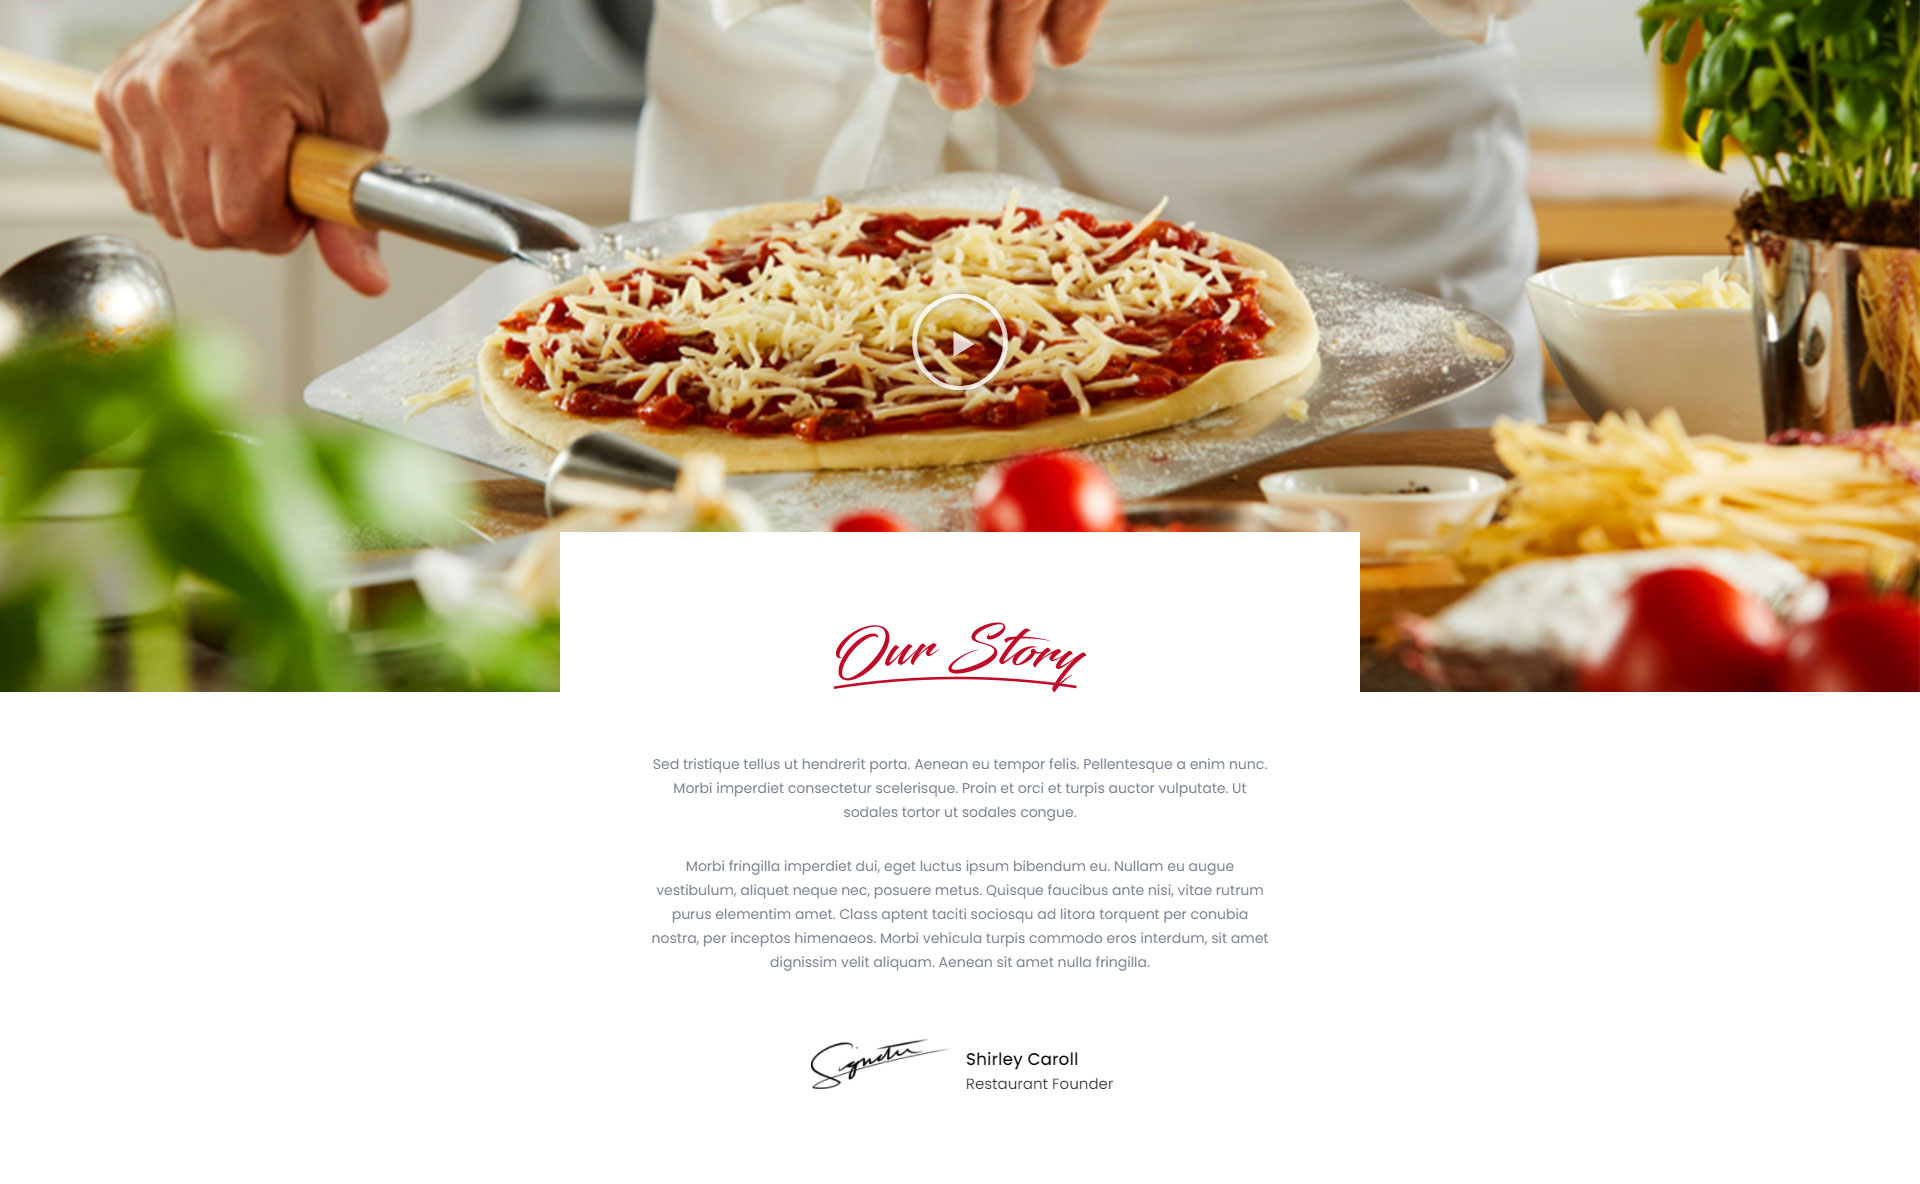 Our Story
Sed tristique tellus ut hendrerit porta. Aenean eu tempor felis. Pellentesque a enim nunc.
Morbi imperdiet consectetur scelerisque. Proin et orci et turpis auctor vulputate. Ut
sodales tortor ut sodales congue.
Morbi fringilla imperdiet dui, eget luctus ipsum bibendum eu. Nullam eu augue
vestibulum, aliquet neque nec, posuere metus. Quisque faucibus ante nisi, vitae rutrum
purus elementim amet. Class aptent taciti sociosqu ad litora torquent per conubia
nostra, per inceptos himenaeos. Morbi vehicula turpis commodo eros interdum, sit amet
dignissim velit aliquam. Aenean sit amet nulla fringilla.
Shirley Caroll
Restaurant Founder